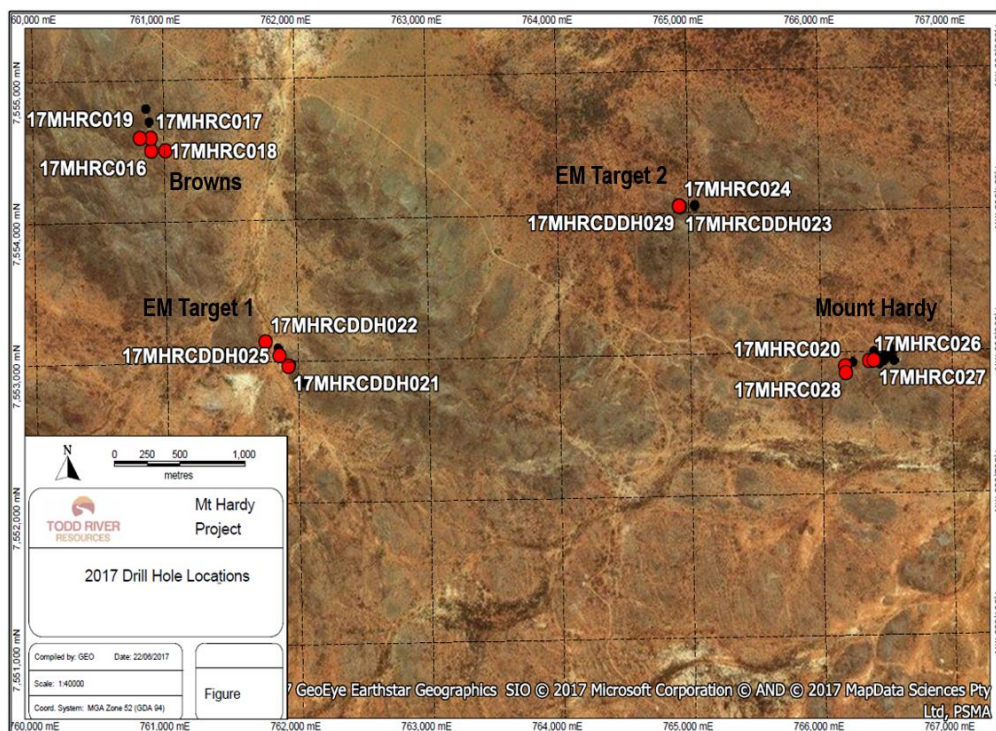 60,000 mE 761,000 mE 762,000 mE 763,000 mE 764,000 mE 765,000 mE 766,000 mE 767,000 mE
7,555,000 mN
17MHRC019 17MHRC017
17MHRC016 17MHRC018
Browns
EM Target 2 17MHRC024
17MHRCDDH029 17MHRCDDH023
7,554,000 mN
EM Target 1
17MHRCDDH022
17MHRCDDH025
17MHRCDDH021
Mount Hardy
17MHRC020 17MHRC026
17MHRC028 17MHRC027
7,553,000 mN
N
0 250 500 1,000
metres
7,552,000 mN
TODD RIVER
RESOURCES
Mt Hardy
Project
2017 Drill Hole Locations
7,551,000 mN
Compiled by: GEO Date: 22/06/2017
Scale: 1:40000
Coord. System: MGA Zone 52 (GDA 94)
Figure
7 GeoEye Earthstar Geographics SIO © 2017 Microsoft Corporation © AND © 2017 MapData Sciences Pty
Ltd, PSMA
760,000 mE 761,000 mE 762,000 mE 763,000 mE 764,000 mE 765,000 mE 766,000 mE 767,000 mE